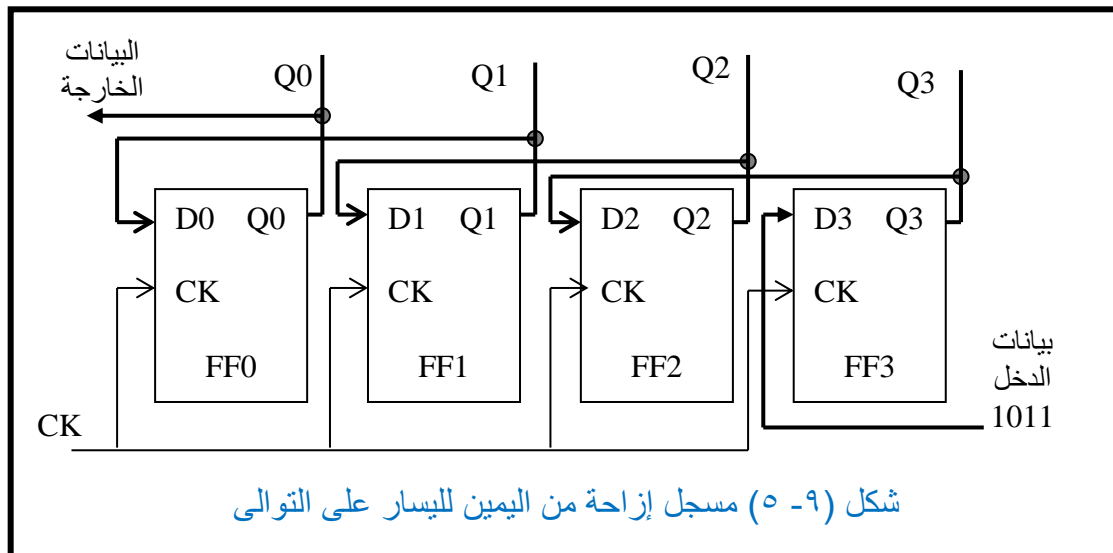 البيانات
الخارجة
Q0
Q1
Q2
Q3
D0 Q0
D1 Q1
D2 Q2
D3 Q3
CK
CK
CK
CK
FF0
FF1
FF2
FF3
بيانات
الدخل
1011
CK
شكل (٩- ٥) مسجل إزاحة من اليمين لليسار على التوالى